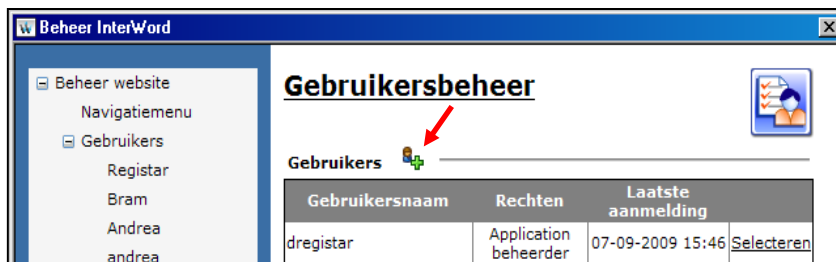 Beheer InterWord
Beheer website
Navigatiemenu
Gebruikers
Registar
Bram
Andrea
andrea
Gebruikersbeheer
Gebruikers
Gebruikersnaam
Rechten
Laatste
aanmelding
dregistar
Application
beheerder
07-09-2009 15:46
Selecteren